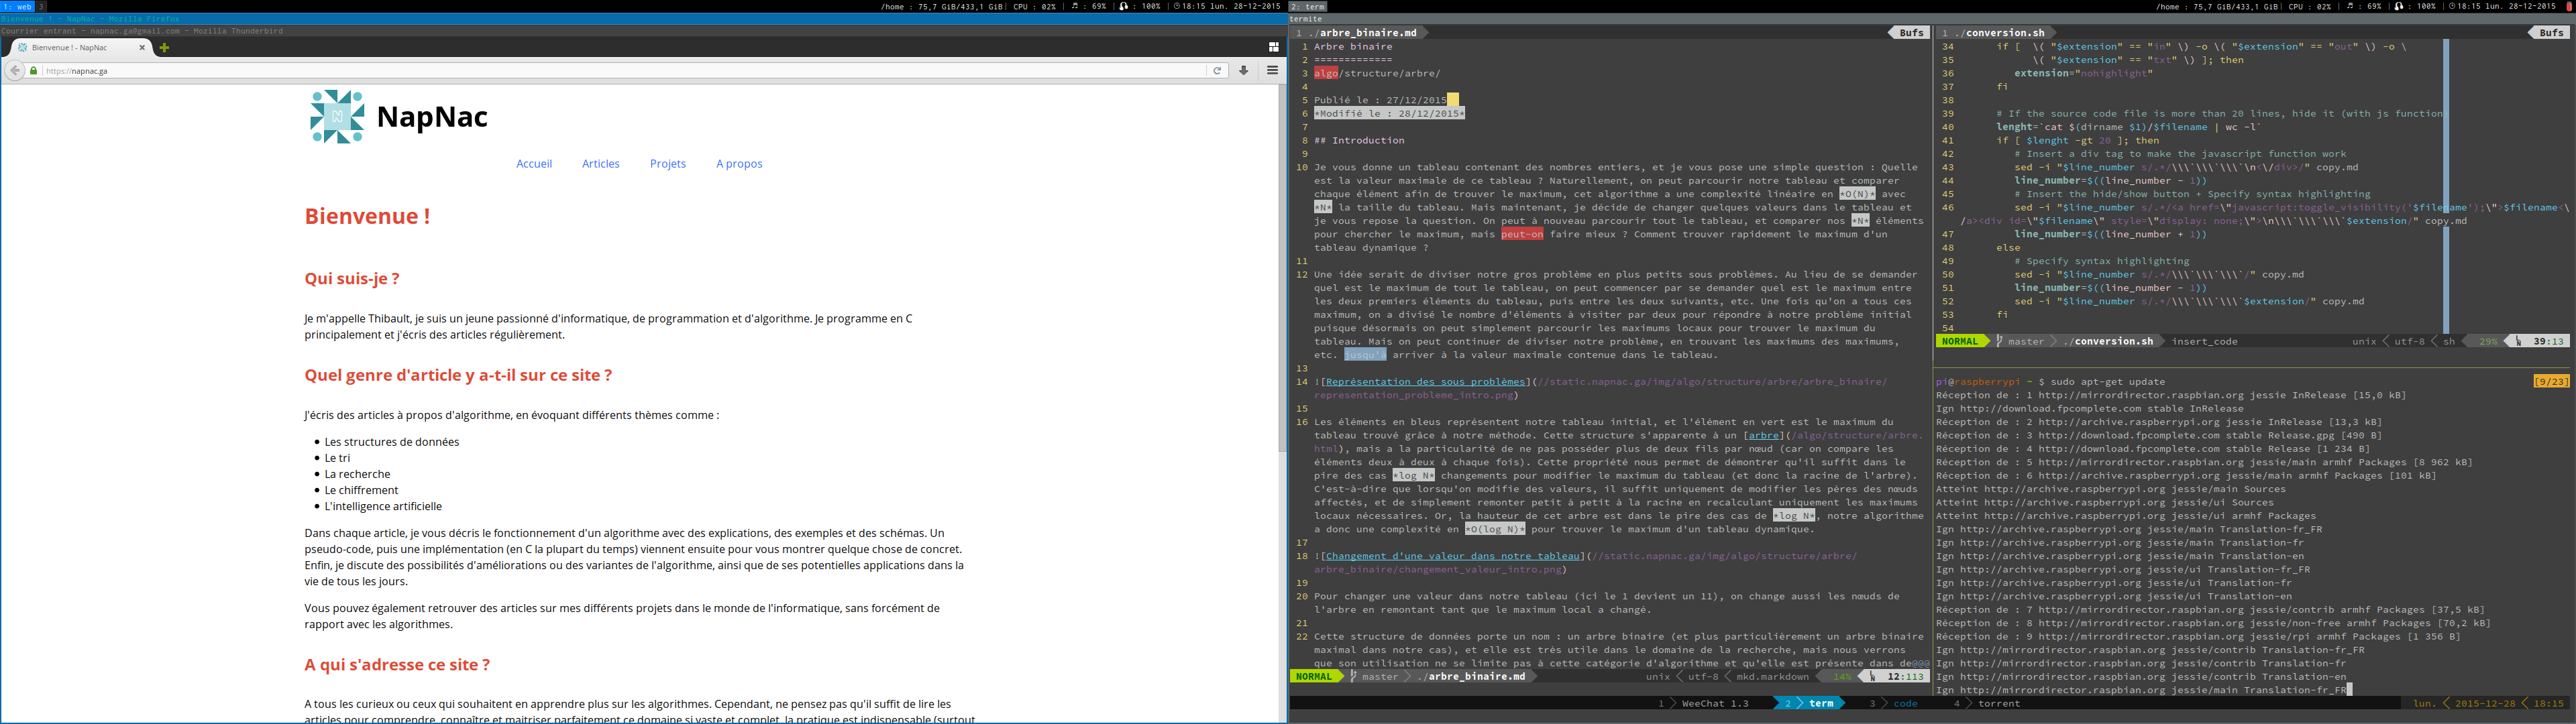 1: web 3
/home : 75,7 GiB/433,1 GiB| CPU : 02% | : 69% | : 100% | 18:15 lun. 28-12-2015
Bienvenue ! - NapNac - Mozilla Firefox
Courrier entrant - napnac.ga@gmail.com - Mozilla Thunderbird
Bienvenue ! - NapNac
https://napnac.ga
NapNac
Accueil Articles Projets A propos
Bienvenue !
Qui suis-je ?
Je m'appelle Thibault, je suis un jeune passionné d'informatique, de programmation et d'algorithme. Je programme en C
principalement et j'écris des articles régulièrement.
Quel genre d'article y a-t-il sur ce site ?
J'écris des articles à propos d'algorithme, en évoquant différents thèmes comme :
Les structures de données
Le tri
La recherche
Le chiffrement
L'intelligence artificielle
Dans chaque article, je vous décris le fonctionnement d'un algorithme avec des explications, des exemples et des schémas. Un
pseudo-code, puis une implémentation (en C la plupart du temps) viennent ensuite pour vous montrer quelque chose de concret.
Enfin, je discute des possibilités d'améliorations ou des variantes de l'algorithme, ainsi que de ses potentielles applications dans la
vie de tous les jours.
Vous pouvez également retrouver des articles sur mes différents projets dans le monde de l'informatique, sans forcément de
rapport avec les algorithmes.
A qui s'adresse ce site ?
A tous les curieux ou ceux qui souhaitent en apprendre plus sur les algorithmes. Cependant, ne pensez pas qu'il suffit de lire les
articles pour comprendre, connaître et maitriser parfaitement ce domaine si vaste et complet, la pratique est indispensable (surtout
2: term
/home : 75,7 GiB/433,1 GiB| CPU : 02% | : 69% | : 100% | 18:15 lun. 28-12-2015
termite
1 ./arbre_binaire.md Bufs
1 Arbre binaire
2 =============
3 algo/structure/arbre/
4
5 Publié le : 27/12/2015
6 *Modifié le : 28/12/2015*
7
8 ## Introduction
9
10 Je vous donne un tableau contenant des nombres entiers, et je vous pose une simple question : Quelle
est la valeur maximale de ce tableau ? Naturellement, on peut parcourir notre tableau et comparer
chaque élément afin de trouver le maximum, cet algorithme a une complexité linéaire en *O(N)* avec
*N* la taille du tableau. Mais maintenant, je décide de changer quelques valeurs dans le tableau et
je vous repose la question. On peut à nouveau parcourir tout le tableau, et comparer nos *N* éléments
pour chercher le maximum, mais peut-on faire mieux ? Comment trouver rapidement le maximum d'un
tableau dynamique ?
11
12 Une idée serait de diviser notre gros problème en plus petits sous problèmes. Au lieu de se demander
quel est le maximum de tout le tableau, on peut commencer par se demander quel est le maximum entre
les deux premiers éléments du tableau, puis entre les deux suivants, etc. Une fois qu'on a tous ces
maximum, on a divisé le nombre d'éléments à visiter par deux pour répondre à notre problème initial
puisque désormais on peut simplement parcourir les maximums locaux pour trouver le maximum du
tableau. Mais on peut continuer de diviser notre problème, en trouvant les maximums des maximums,
etc. jusqu'à arriver à la valeur maximale contenue dans le tableau.
13
14 ![Représentation des sous problèmes](//static.napnac.ga/img/algo/structure/arbre/arbre_binaire/
representation_probleme_intro.png)
15
16 Les éléments en bleus représentent notre tableau initial, et l'élément en vert est le maximum du
tableau trouvé grâce à notre méthode. Cette structure s'apparente à un [arbre](/algo/structure/arbre.
html), mais a la particularité de ne pas posséder plus de deux fils par nœud (car on compare les
éléments deux à deux à chaque fois). Cette propriété nous permet de démontrer qu'il suffit dans le
pire des cas *log N* changements pour modifier le maximum du tableau (et donc la racine de l'arbre).
C'est-à-dire que lorsqu'on modifie des valeurs, il suffit uniquement de modifier les pères des nœuds
affectés, et de simplement remonter petit à petit à la racine en recalculant uniquement les maximums
locaux nécessaires. Or, la hauteur de cet arbre est dans le pire des cas de *log N*, notre algorithme
a donc une complexité en *O(log N)* pour trouver le maximum d'un tableau dynamique.
17
18 ![Changement d'une valeur dans notre tableau](//static.napnac.ga/img/algo/structure/arbre/
arbre_binaire/changement_valeur_intro.png)
19
20 Pour changer une valeur dans notre tableau (ici le 1 devient un 11), on change aussi les nœuds de
l'arbre en remontant tant que le maximum local a changé.
21
22 Cette structure de données porte un nom : un arbre binaire (et plus particulièrement un arbre binaire
maximal dans notre cas), et elle est très utile dans le domaine de la recherche, mais nous verrons
que son utilisation ne se limite pas à cette catégorie d'algorithme et qu'elle est présente dans de@@@
NORMAL master ./arbre_binaire.md unix utf-8 mkd.markdown 14% 12:113
1 ./conversion.sh Bufs
34 if [ \( "$extension" == "in" \) -o \( "$extension" == "out" \) -o \
35 \( "$extension" == "txt" \) ]; then
36 extension="nohighlight"
37 fi
38
39 # If the source code file is more than 20 lines, hide it (with js function
40 lenght=`cat $(dirname $1)/$filename | wc -l`
41 if [ $lenght -gt 20 ]; then
42 # Insert a div tag to make the javascript function work
43 sed -i "$line_number s/.*/\\\`\\\`\\\`\n<\/div>/" copy.md
44 line_number=$((line_number - 1))
45 # Insert the hide/show button + Specify syntax highlighting
46 sed -i "$line_number s/.*/<a href=\"javascript:toggle_visibility('$filename');\">$filename<\
/a><div id=\"$filename\" style=\"display: none;\">\n\\\`\\\`\\\`$extension/" copy.md
47 line_number=$((line_number + 1))
48 else
49 # Specify syntax highlighting
50 sed -i "$line_number s/.*/\\\`\\\`\\\`/" copy.md
51 line_number=$((line_number - 1))
52 sed -i "$line_number s/.*/\\\`\\\`\\\`$extension/" copy.md
53 fi
54
NORMAL master ./conversion.sh insert_code unix utf-8 sh 29% 39:13
pi@raspberrypi ~ $ sudo apt-get update [9/23]
Réception de : 1 http://mirrordirector.raspbian.org jessie InRelease [15,0 kB]
Ign http://download.fpcomplete.com stable InRelease
Réception de : 2 http://archive.raspberrypi.org jessie InRelease [13,3 kB]
Réception de : 3 http://download.fpcomplete.com stable Release.gpg [490 B]
Réception de : 4 http://download.fpcomplete.com stable Release [1 234 B]
Réception de : 5 http://mirrordirector.raspbian.org jessie/main armhf Packages [8 962 kB]
Réception de : 6 http://archive.raspberrypi.org jessie/main armhf Packages [101 kB]
Atteint http://archive.raspberrypi.org jessie/main Sources
Atteint http://archive.raspberrypi.org jessie/ui Sources
Atteint http://archive.raspberrypi.org jessie/ui armhf Packages
Ign http://archive.raspberrypi.org jessie/main Translation-fr_FR
Ign http://archive.raspberrypi.org jessie/main Translation-fr
Ign http://archive.raspberrypi.org jessie/main Translation-en
Ign http://archive.raspberrypi.org jessie/ui Translation-fr_FR
Ign http://archive.raspberrypi.org jessie/ui Translation-fr
Ign http://archive.raspberrypi.org jessie/ui Translation-en
Réception de : 7 http://mirrordirector.raspbian.org jessie/contrib armhf Packages [37,5 kB]
Réception de : 8 http://mirrordirector.raspbian.org jessie/non-free armhf Packages [70,2 kB]
Réception de : 9 http://mirrordirector.raspbian.org jessie/rpi armhf Packages [1 356 B]
Ign http://mirrordirector.raspbian.org jessie/contrib Translation-fr_FR
Ign http://mirrordirector.raspbian.org jessie/contrib Translation-fr
Ign http://mirrordirector.raspbian.org jessie/contrib Translation-en
Ign http://mirrordirector.raspbian.org jessie/main Translation-fr_FR
1 WeeChat 1.3 2 term 3 code 4 torrent lun. 2015-12-28 18:15